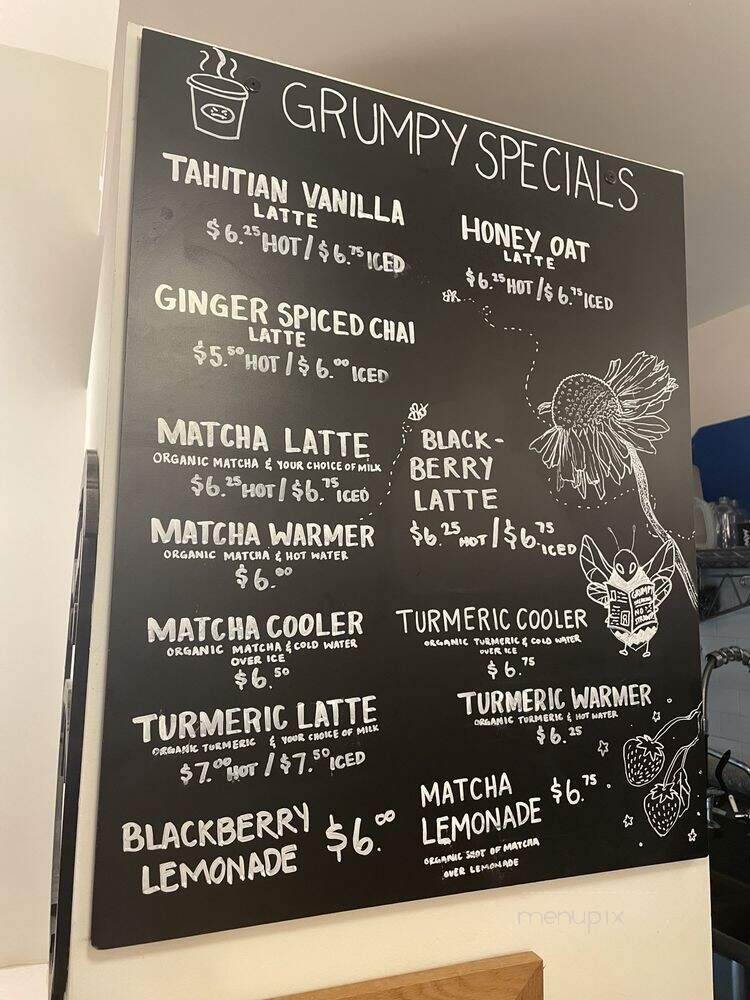 GRUMPY SPECIALS
TAHITIAN VANILLA
LATTE
$6.25 HOT / $6.75 ICED
HONEY OAT
LATTE
$6.25 HOT / $6.75 ICED
GINGER SPICED CHAI
LATTE
$5.50 HOT / $6.00 ICED
MATCHA LATTE
ORGANIC MATCHA & YOUR CHOICE OF MILK
$6.25 HOT / $6.75 ICED
BLACK-
BERRY
LATTE
$6.25 HOT / $6.75 ICED
MATCHA WARMER
ORGANIC MATCHA & HOT WATER
$6.00
GRUMPY
NO
MATCHA COOLER
ORGANIC MATCHA & COLD WATER
OVER ICE
$6.50
TURMERIC COOLER
ORGANIC TURMERIC & COLD WATER
OVER ICE
$6.75
TURMERIC LATTE
ORGANIC TURMERIC & YOUR CHOICE OF MILK
$7.00 HOT / $7.50 ICED
TURMERIC WARMER
ORGANIC TURMERIC & HOT WATER
$6.25
BLACKBERRY
LEMONADE $6.00
MATCHA
LEMONADE $6.75
ORGANIC SHOT OF MATCHA
OVER LEMONADE
menupix